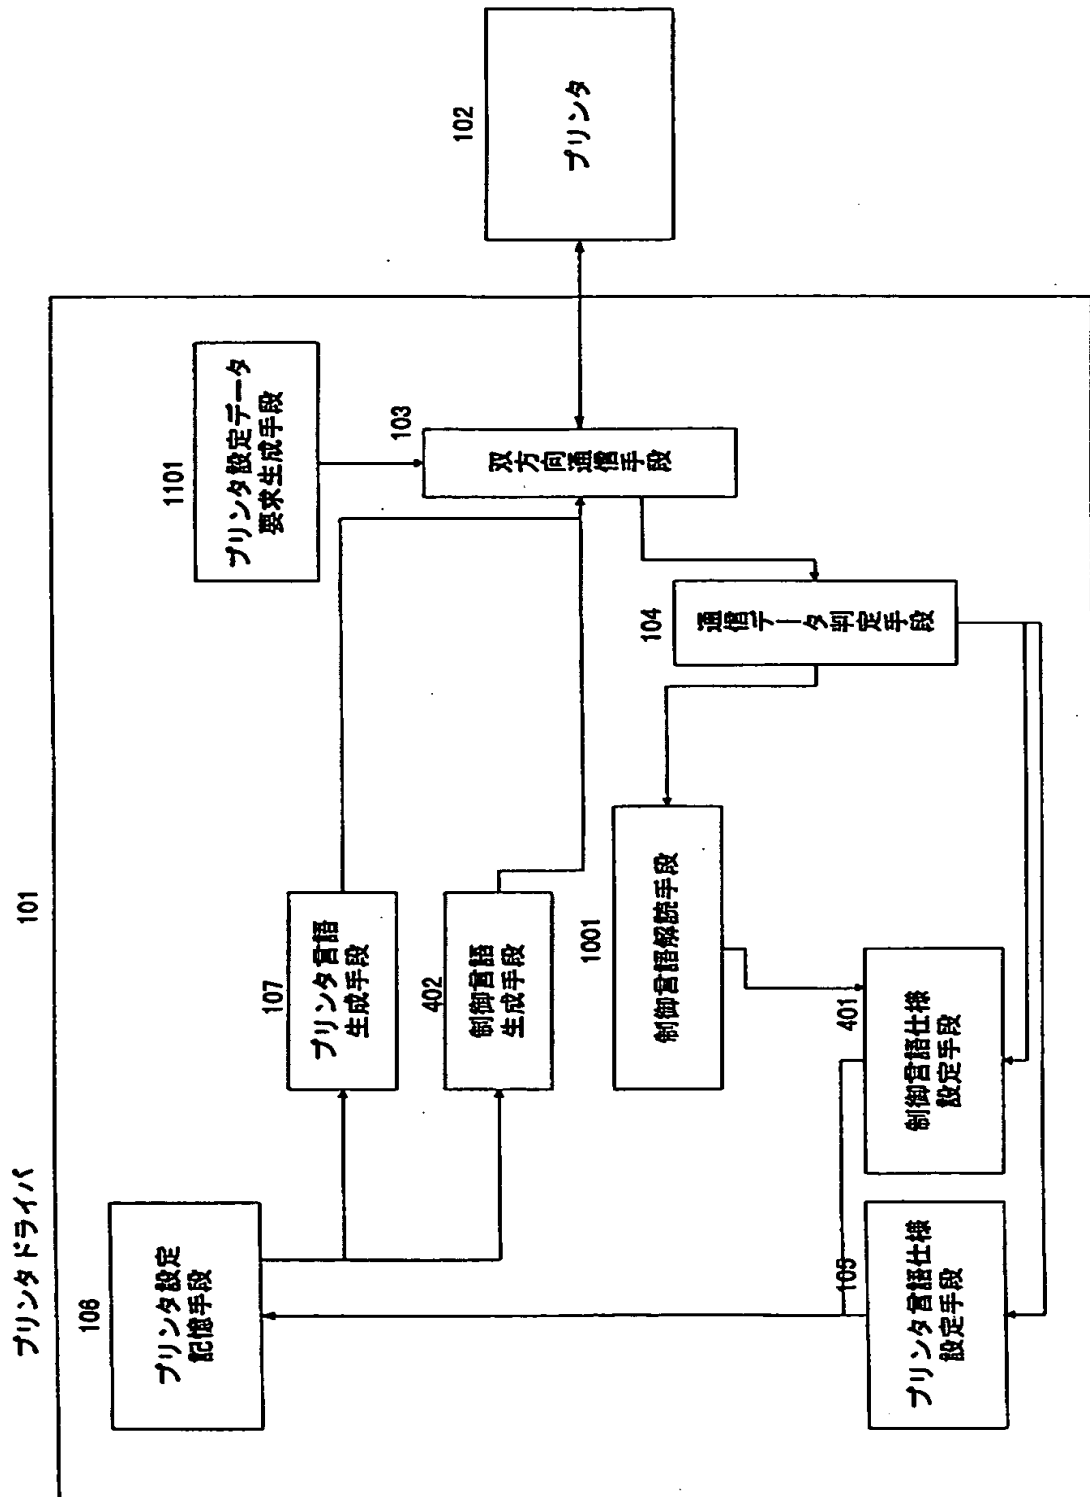 プリンタドライバ
101
106
プリンタ設定
記憶手段
107
プリンタ言語
生成手段
1101
プリンタ設定データ
要求生成手段
402
制御言語
生成手段
103
双方向通信手段
102
プリンタ
1001
制御言語解読手段
104
通信データ判定手段
105
プリンタ言語仕様
設定手段
401
制御言語仕様
設定手段